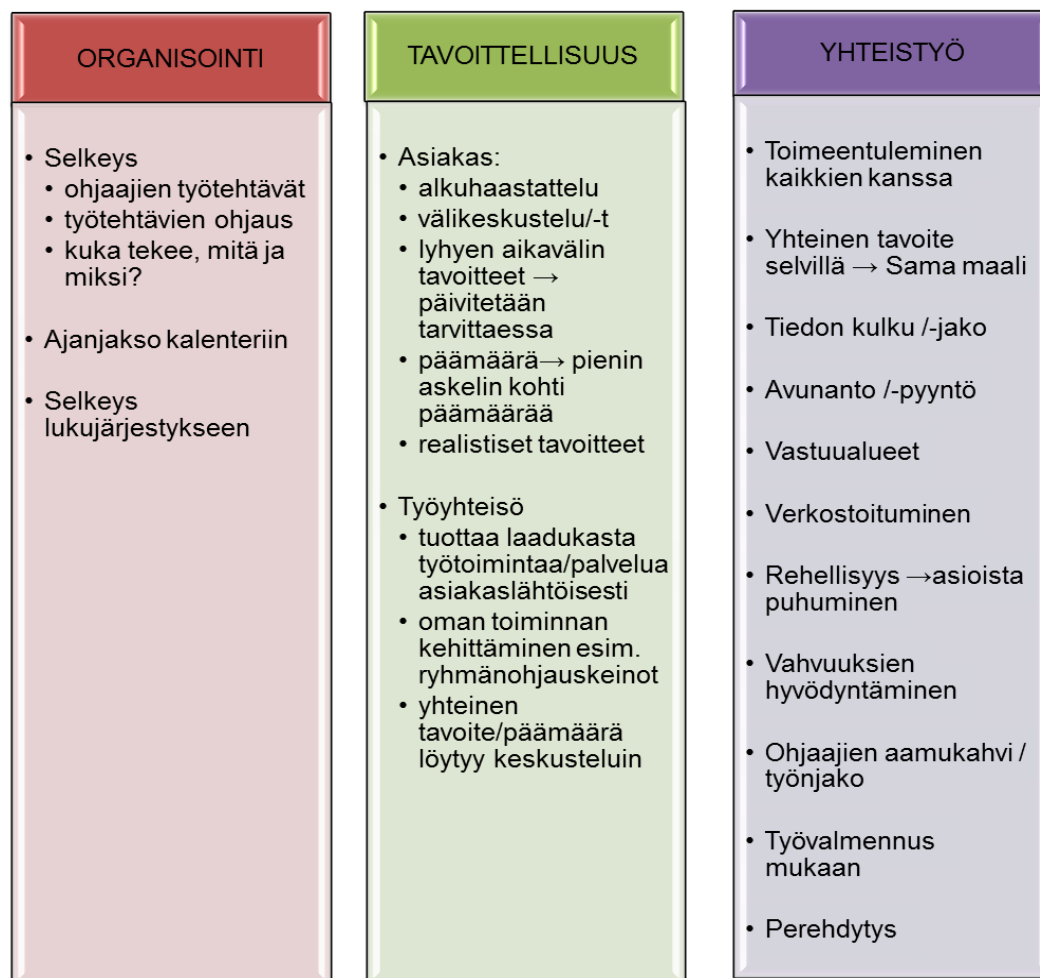 ORGANISOINTI
• Selkeys
• ohjaajien työtehtävät
• työtehtävien ohjaus
• kuka tekee, mitä ja
miksi?
• Ajanjakso kalenteriin
• Selkeys
lukujärjestykseen
TAVOITTELLISUUS
• Asiakas:
• alkuhaastattelu
• välikeskustelu/-t
• lyhyen aikavälin
tavoitteet →
päivitetään
tarvittaessa
• päämäärä→ pienin
askelin kohti
päämäärää
• realistiset tavoitteet
• Työyhteisö
• tuottaa laadukasta
työtoimintaa/palvelua
asiakaslähtöisesti
• oman toiminnan
kehittäminen esim.
ryhmänohjauskeinot
• yhteinen
tavoite/päämäärä
löytyy keskusteluin
YHTEISTYÖ
• Toimeentuleminen
kaikkien kanssa
• Yhteinen tavoite
selvillä → Sama maali
• Tiedon kulku /-jako
• Avunanto /-pyyntö
• Vastuualueet
• Verkostoituminen
• Rehellisyys →asioista
puhuminen
• Vahvuuksien
hyvödyntäminen
• Ohjaajien aamukahvi /
työnjako
• Työvalmennus
mukaan
• Perehdytys